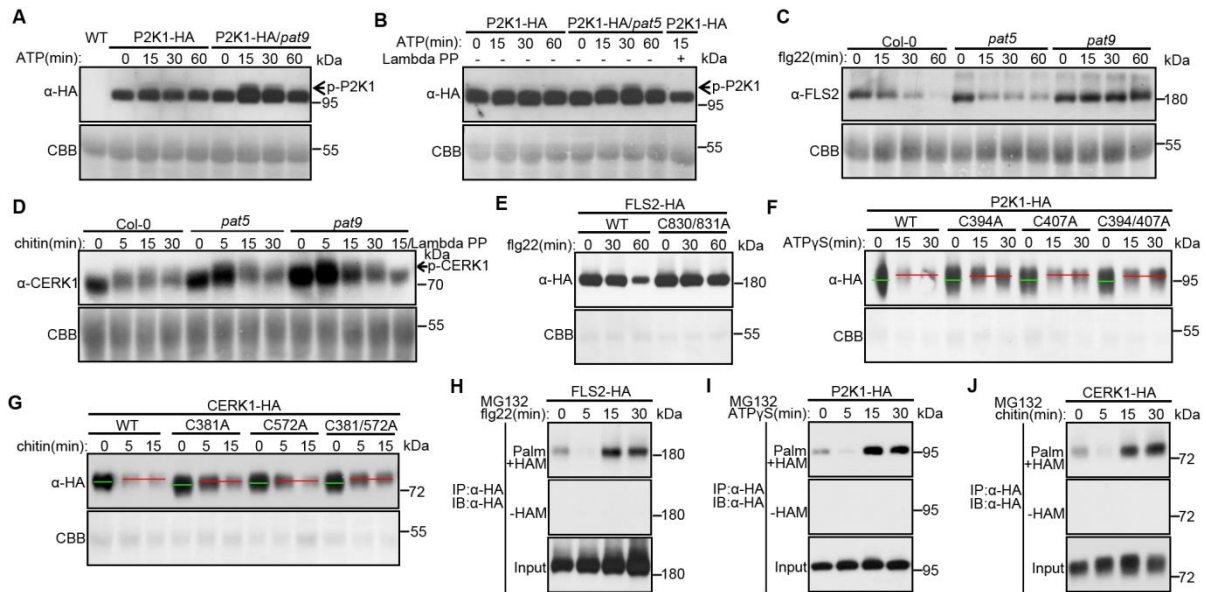 A
WT P2K1-HA P2K1-HA/pat9
ATP(min): 0 15 30 60 0 15 30 60 kDa
α-HA p-P2K1
95
CBB 55
B
P2K1-HA P2K1-HA/pat5 P2K1-HA
ATP(min): 0 15 30 60 0 15 30 60 15
Lambda PP - - - - - - - - + kDa
α-HA p-P2K1
95
CBB 55
C
Col-0 pat5 pat9
flg22(min): 0 15 30 60 0 15 30 60 0 15 30 60 kDa
α-FLS2 180
CBB 55
D
Col-0 pat5 pat9
chitin(min): 0 5 15 30 0 5 15 30 0 5 15 30 15/Lambda PP
kDa
α-CERK1 p-CERK1
70
CBB 55
E
FLS2-HA
WT C830/831A
flg22(min): 0 30 60 0 30 60 kDa
α-HA 180
CBB 55
F
P2K1-HA
WT C394A C407A C394/407A
ATPγS(min): 0 15 30 0 15 30 0 15 30 0 15 30 kDa
α-HA 95
CBB 55
G
CERK1-HA
WT C381A C572A C381/572A
chitin(min): 0 5 15 0 5 15 0 5 15 0 5 15 kDa
α-HA 72
CBB 55
H
MG132 FLS2-HA
flg22(min): 0 5 15 30 kDa
Palm
+HAM 180
IP:α-HA
IB:α-HA
-HAM 180
Input 180
I
MG132 P2K1-HA
ATPγS(min): 0 5 15 30 kDa
Palm
+HAM 95
IP:α-HA
IB:α-HA
-HAM 95
Input 95
J
MG132 CERK1-HA
chitin(min): 0 5 15 30 kDa
Palm
+HAM 72
IP:α-HA
IB:α-HA
-HAM 72
Input 72